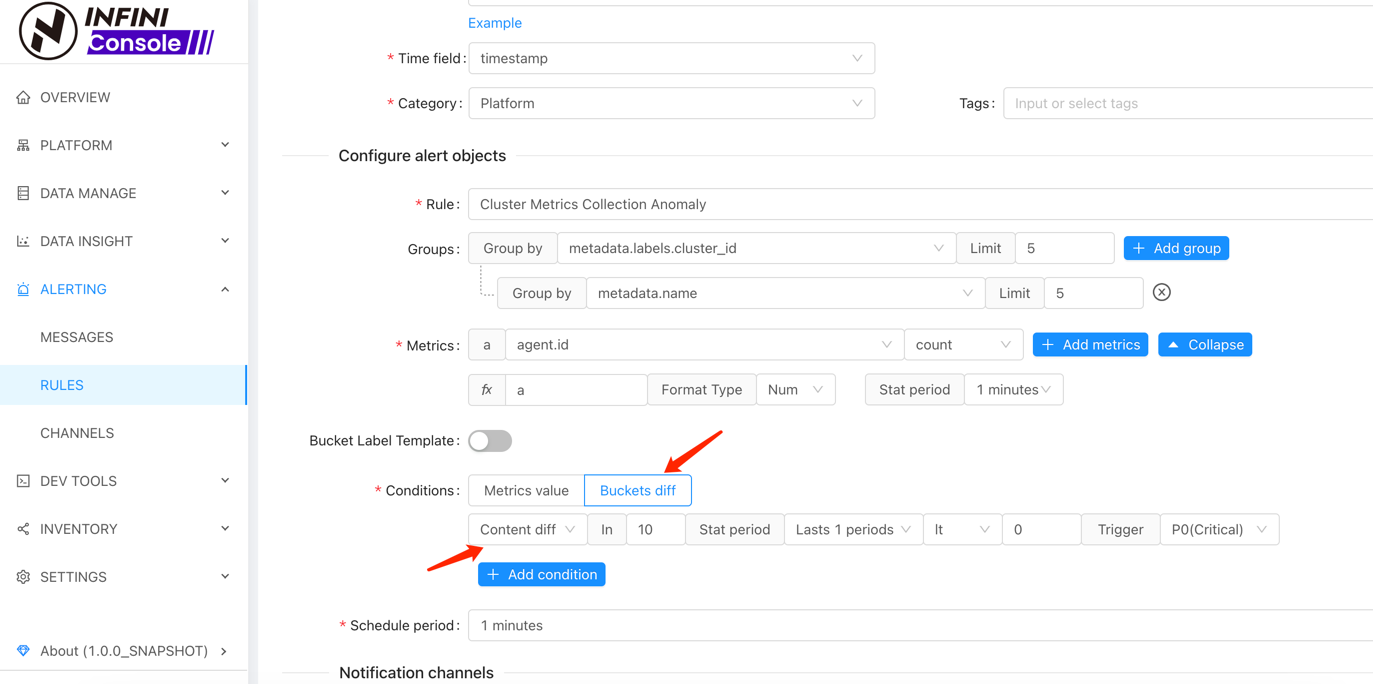 INFINI
Console
OVERVIEW
PLATFORM
DATA MANAGE
DATA INSIGHT
ALERTING
MESSAGES
RULES
CHANNELS
DEV TOOLS
INVENTORY
SETTINGS
About (1.0.0_SNAPSHOT)
Example
* Time field: timestamp
* Category: Platform Tags: Input or select tags
Configure alert objects
* Rule: Cluster Metrics Collection Anomaly
Groups: Group by metadata.labels.cluster_id Limit 5 + Add group
Group by metadata.name Limit 5
* Metrics: a agent.id count + Add metrics Collapse
fx a Format Type Num Stat period 1 minutes
Bucket Label Template:
* Conditions: Metrics value Buckets diff
Content diff In 10 Stat period Lasts 1 periods lt 0 Trigger P0(Critical)
+ Add condition
* Schedule period: 1 minutes
Notification channels